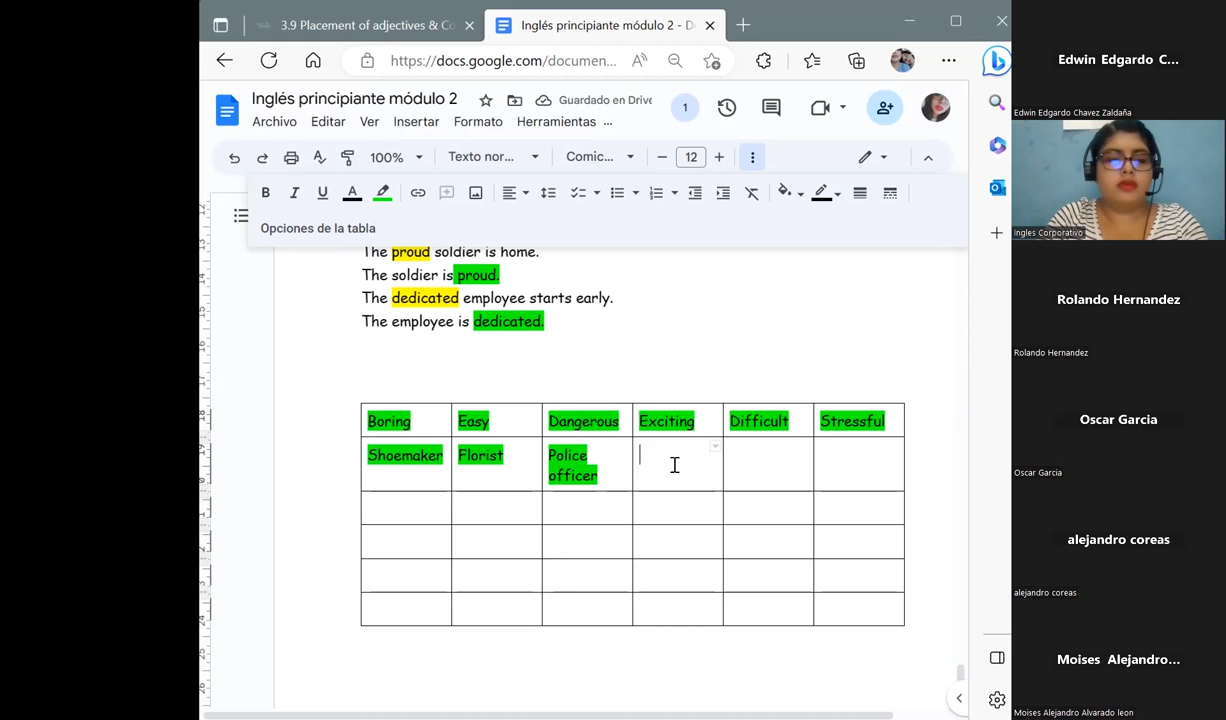 3.9 Placement of adjectives & Co
Inglés principiante módulo 2 - D
https://docs.google.com/documen...
Inglés principiante módulo 2
Guardado en Drive
1
Archivo Editar Ver Insertar Formato Herramientas ...
100% Texto nor... Comic... 12
Opciones de la tabla
The proud soldier is home.
The soldier is proud.
The dedicated employee starts early.
The employee is dedicated.
Boring Easy Dangerous Exciting Difficult Stressful
Shoemaker Florist Police
officer
Edwin Edgardo C...
Edwin Edgardo Chavez Zaldaña
Ingles Corporativo
Rolando Hernandez
Rolando Hernandez
Oscar Garcia
Oscar Garcia
alejandro coreas
alejandro coreas
Moises Alejandro...
Moises Alejandro Alvarado leon